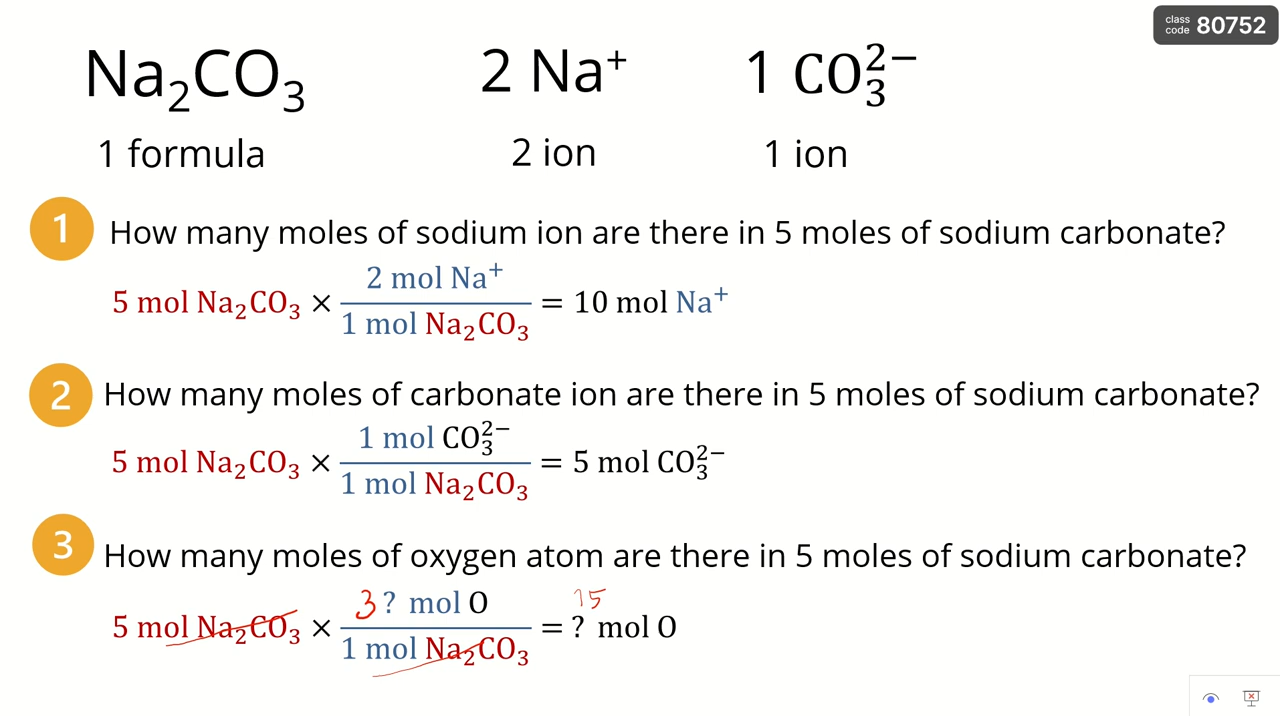 class code 80752
Na₂CO₃ 2 Na⁺ 1 CO₃²⁻
1 formula 2 ion 1 ion
1 How many moles of sodium ion are there in 5 moles of sodium carbonate?
2 mol Na⁺
5 mol Na₂CO₃ × = 10 mol Na⁺
1 mol Na₂CO₃
2 How many moles of carbonate ion are there in 5 moles of sodium carbonate?
1 mol CO₃²⁻
5 mol Na₂CO₃ × = 5 mol CO₃²⁻
1 mol Na₂CO₃
3 How many moles of oxygen atom are there in 5 moles of sodium carbonate?
3 ? mol O 15
5 mol Na₂CO₃ × = ? mol O
1 mol Na₂CO₃